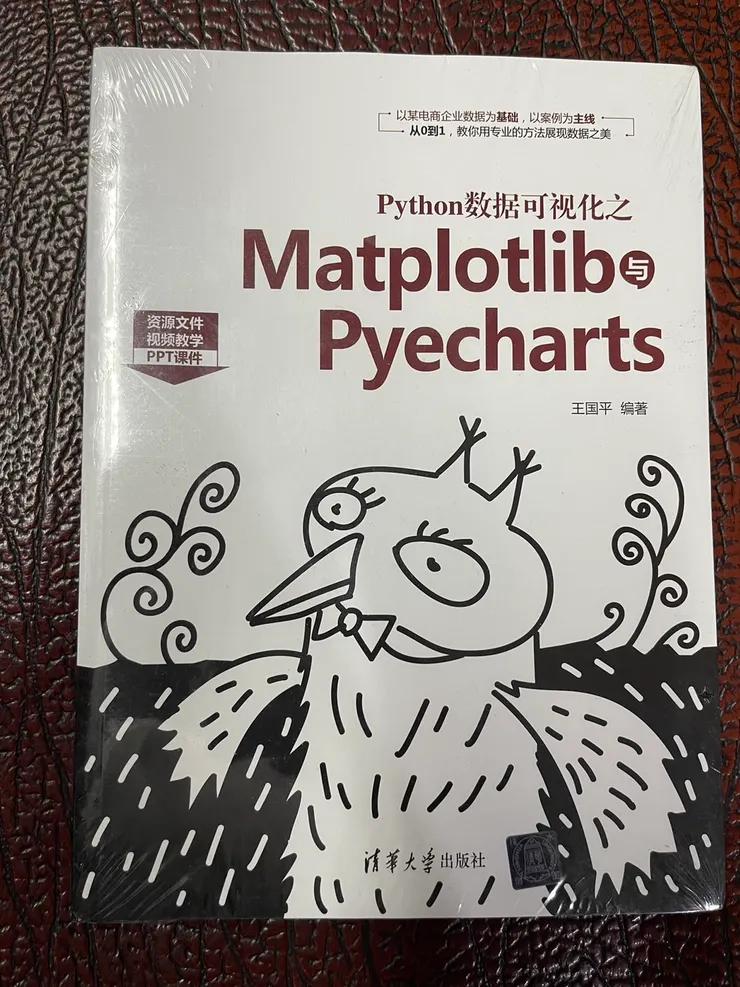 以某电商企业数据为基础，以案例为主线
从0到1，教你用专业的方法展现数据之美
Python数据可视化之
Matplotlib与
Pyecharts
资源文件
视频教学
PPT课件
王国平 编著
清华大学出版社